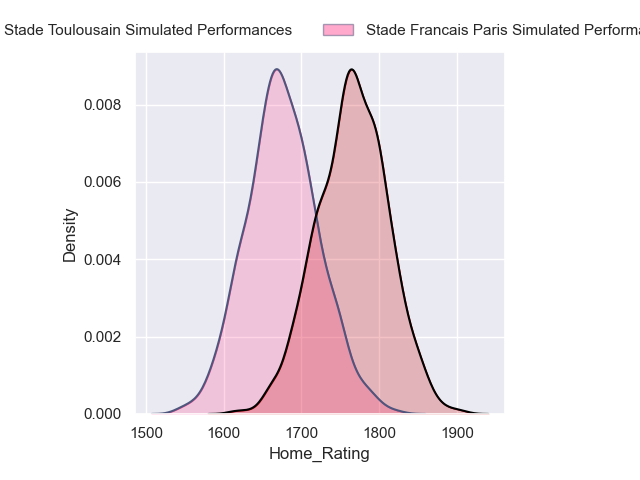 Stade Toulousain Simulated Performances
Stade Francais Paris Simulated
0.008
0.006
0.004
0.002
0.000
Density
1500 1600 1700 1800 1900
Home_Rating